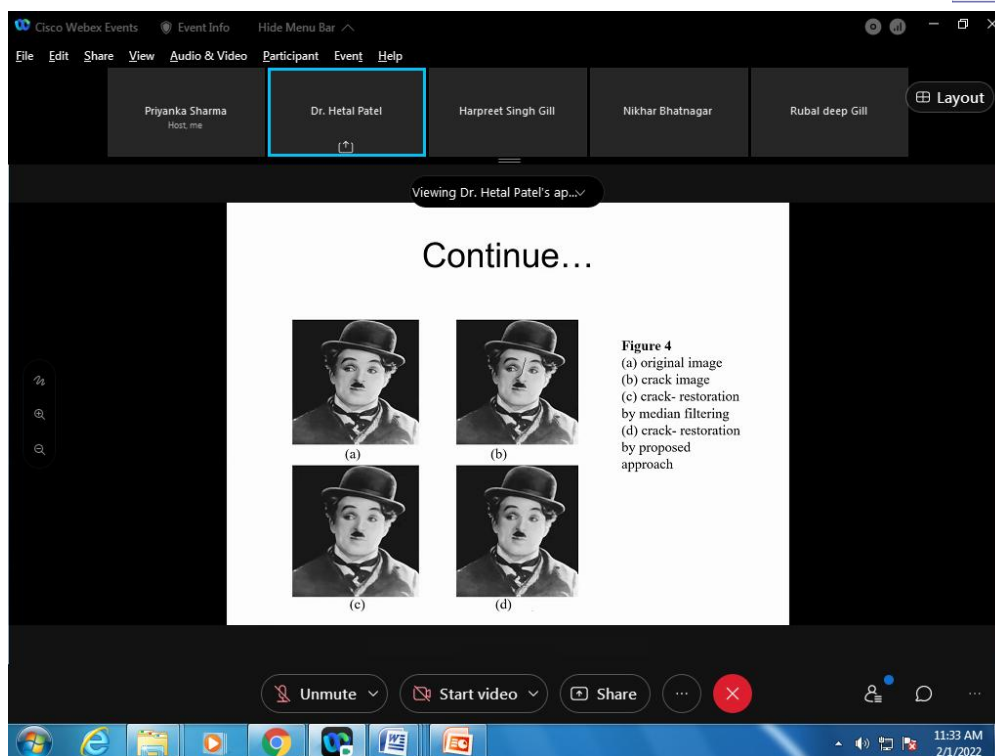 Cisco Webex Events Event Info Hide Menu Bar
File Edit Share View Audio & Video Participant Event Help
Priyanka Sharma
Host, me
Dr. Hetal Patel
Harpreet Singh Gill
Nikhar Bhatnagar
Rubal deep Gill
Layout
Viewing Dr. Hetal Patel's ap...
Continue…
Figure 4
(a) original image
(b) crack image
(c) crack- restoration
by median filtering
(d) crack- restoration
by proposed
approach
(a)
(b)
(c)
(d)
Unmute
Start video
Share
11:33 AM
2/1/2022